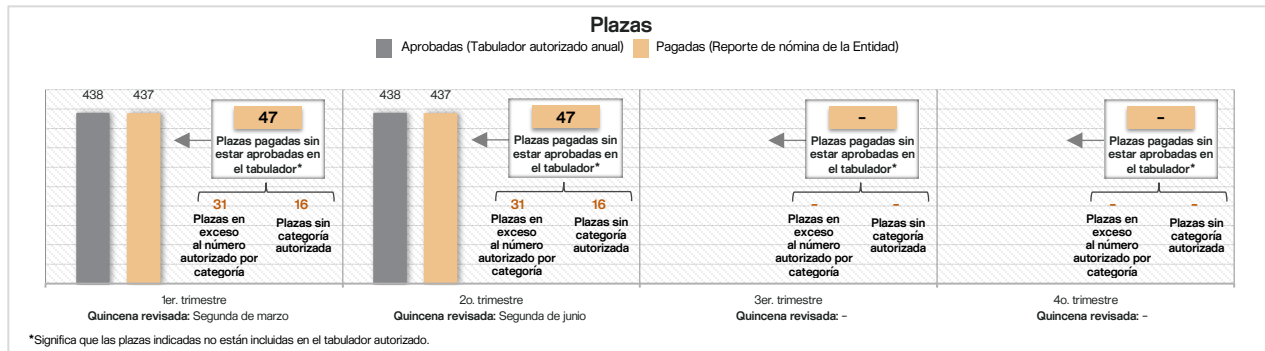 Plazas
Aprobadas (Tabulador autorizado anual)
Pagadas (Reporte de nómina de la Entidad)
438
437
47
Plazas pagadas sin
estar aprobadas en
el tabulador*
31
16
Plazas en
exceso
al número
autorizado por
categoría
Plazas sin
categoría
autorizada
438
437
47
Plazas pagadas sin
estar aprobadas en
el tabulador*
31
16
Plazas en
exceso
al número
autorizado por
categoría
Plazas sin
categoría
autorizada
-
Plazas pagadas sin
estar aprobadas en
el tabulador*
-
-
Plazas en
exceso
al número
autorizado por
categoría
Plazas sin
categoría
autorizada
-
Plazas pagadas sin
estar aprobadas en
el tabulador*
-
-
Plazas en
exceso
al número
autorizado por
categoría
Plazas sin
categoría
autorizada
1er. trimestre
Quincena revisada: Segunda de marzo
2o. trimestre
Quincena revisada: Segunda de junio
3er. trimestre
Quincena revisada: -
4o. trimestre
Quincena revisada: -
*Significa que las plazas indicadas no están incluidas en el tabulador autorizado.